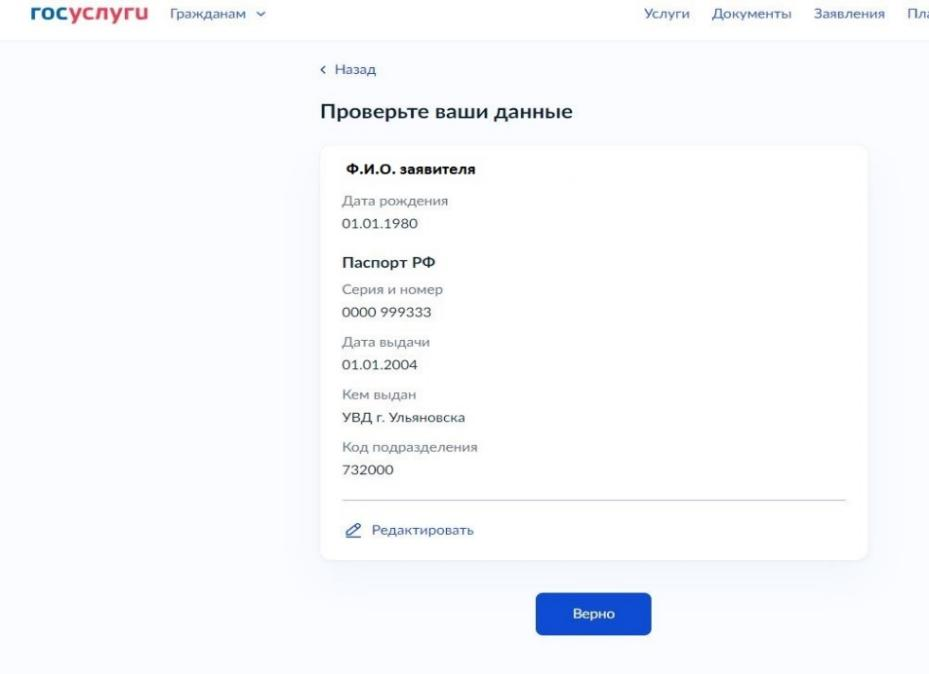 госуслуги Гражданам Услуги Документы Заявления
Назад
Проверьте ваши данные
Ф.И.О. заявителя
Дата рождения
01.01.1980
Паспорт РФ
Серия и номер
0000 999333
Дата выдачи
01.01.2004
Кем выдан
УВД г. Ульяновска
Код подразделения
732000
Редактировать
Верно